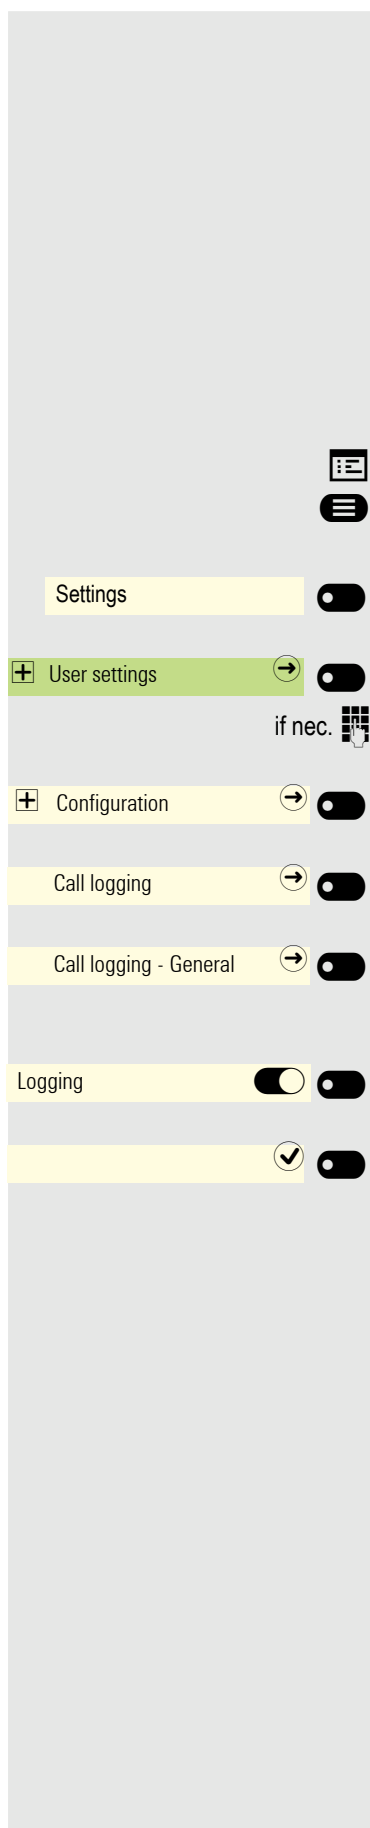 Settings
User settings
if nec.
Configuration
Call logging
Call logging - General
Logging